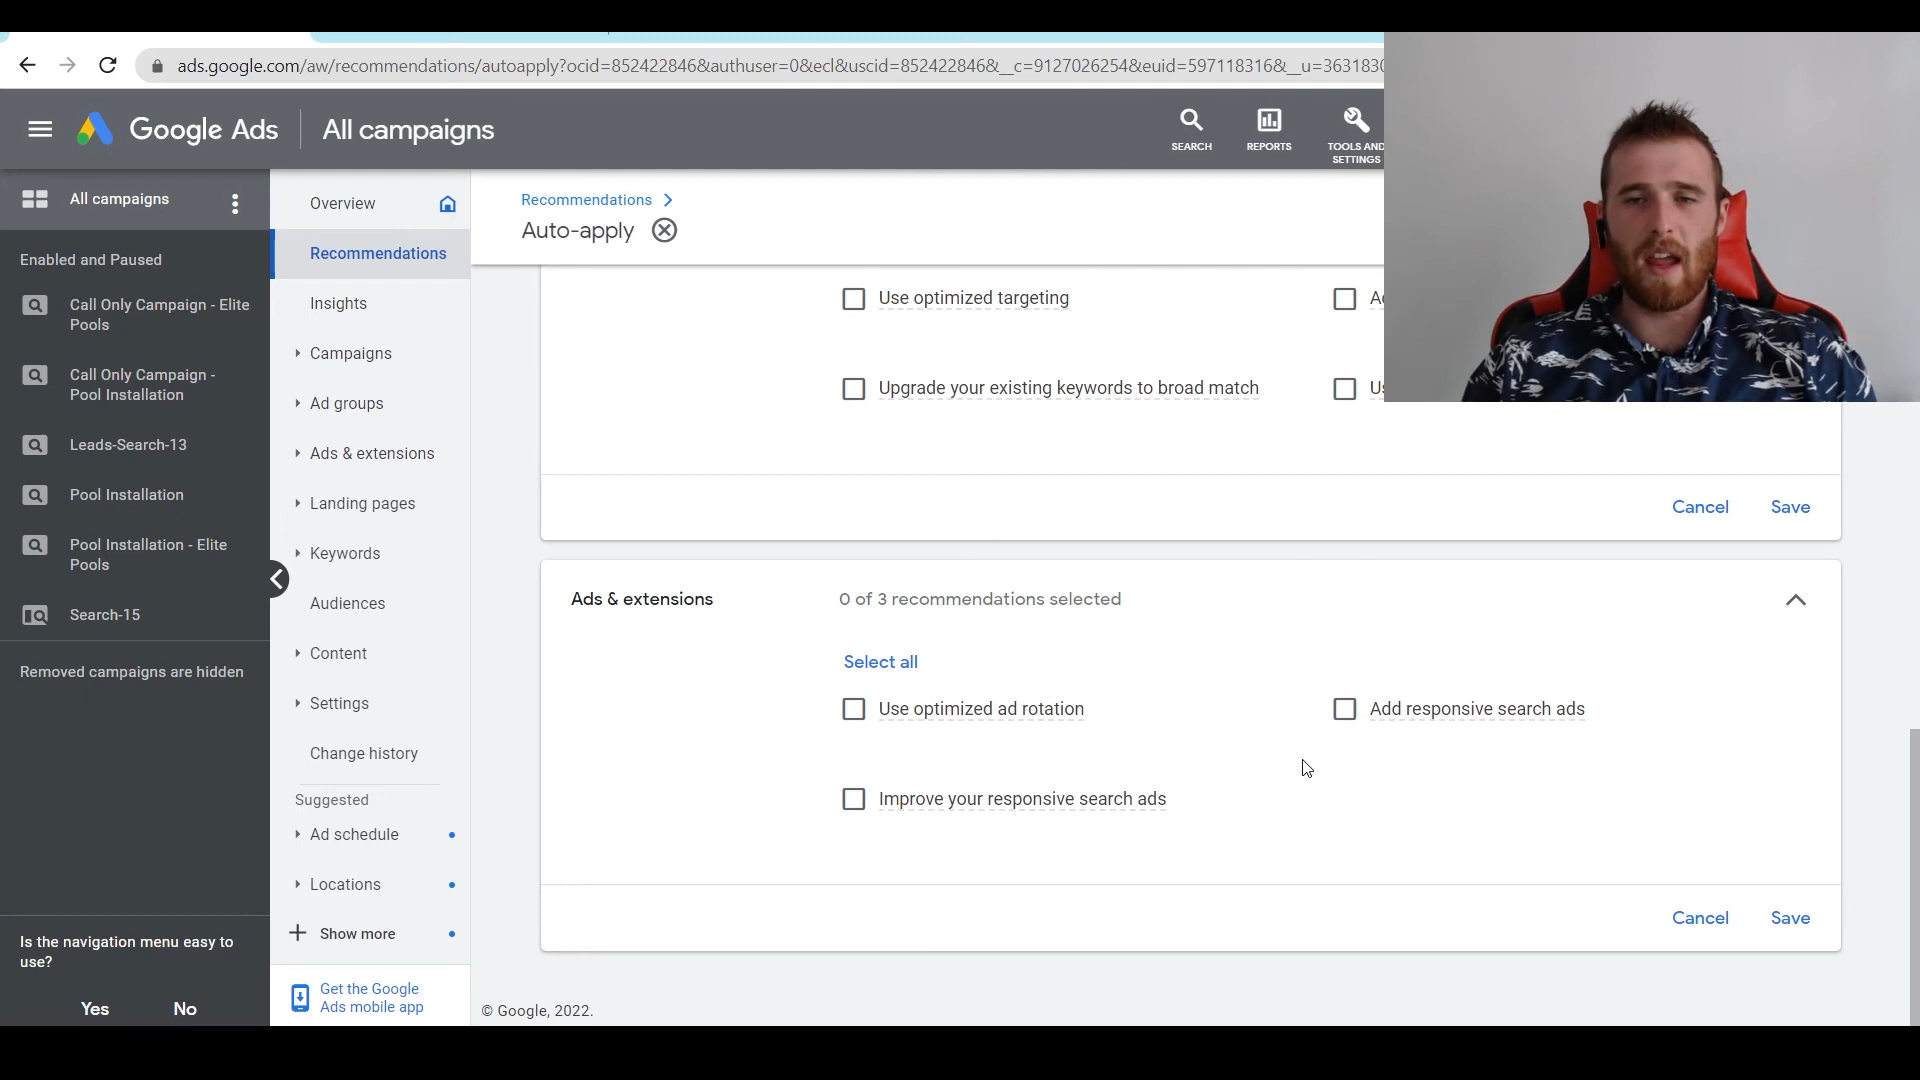 ads.google.com/aw/recommendations/autoapply?ocid=852422846&authuser=0&ecl&uscid=852422846&__c=9127026254&euid=597118316&__u=3631830
Google Ads
All campaigns
SEARCH
REPORTS
TOOLS AND
SETTINGS
All campaigns
Enabled and Paused
Call Only Campaign - Elite
Pools
Call Only Campaign -
Pool Installation
Leads-Search-13
Pool Installation
Pool Installation - Elite
Pools
Search-15
Removed campaigns are hidden
Is the navigation menu easy to
use?
Yes
No
Overview
Recommendations
Insights
Campaigns
Ad groups
Ads & extensions
Landing pages
Keywords
Audiences
Content
Settings
Change history
Suggested
Ad schedule
Locations
Show more
Get the Google
Ads mobile app
Recommendations
Auto-apply
Use optimized targeting
Upgrade your existing keywords to broad match
Cancel
Save
Ads & extensions
0 of 3 recommendations selected
Select all
Use optimized ad rotation
Add responsive search ads
Improve your responsive search ads
Cancel
Save
© Google, 2022.